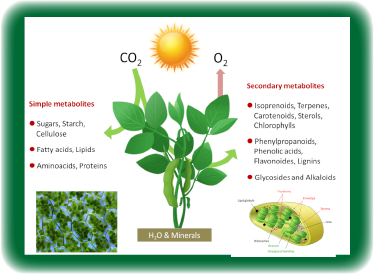 CO2
O2
Simple metabolites
Sugars, Starch,
Cellulose
Fatty acids, Lipids
Aminoacids, Proteins
Secondary metabolites
Isoprenoids, Terpenes,
Carotenoids, Sterols,
Chlorophylls
Phenylpropanoids,
Phenolic acids,
Flavonoides, Lignins
Glycosides and Alkaloids
H2O & Minerals